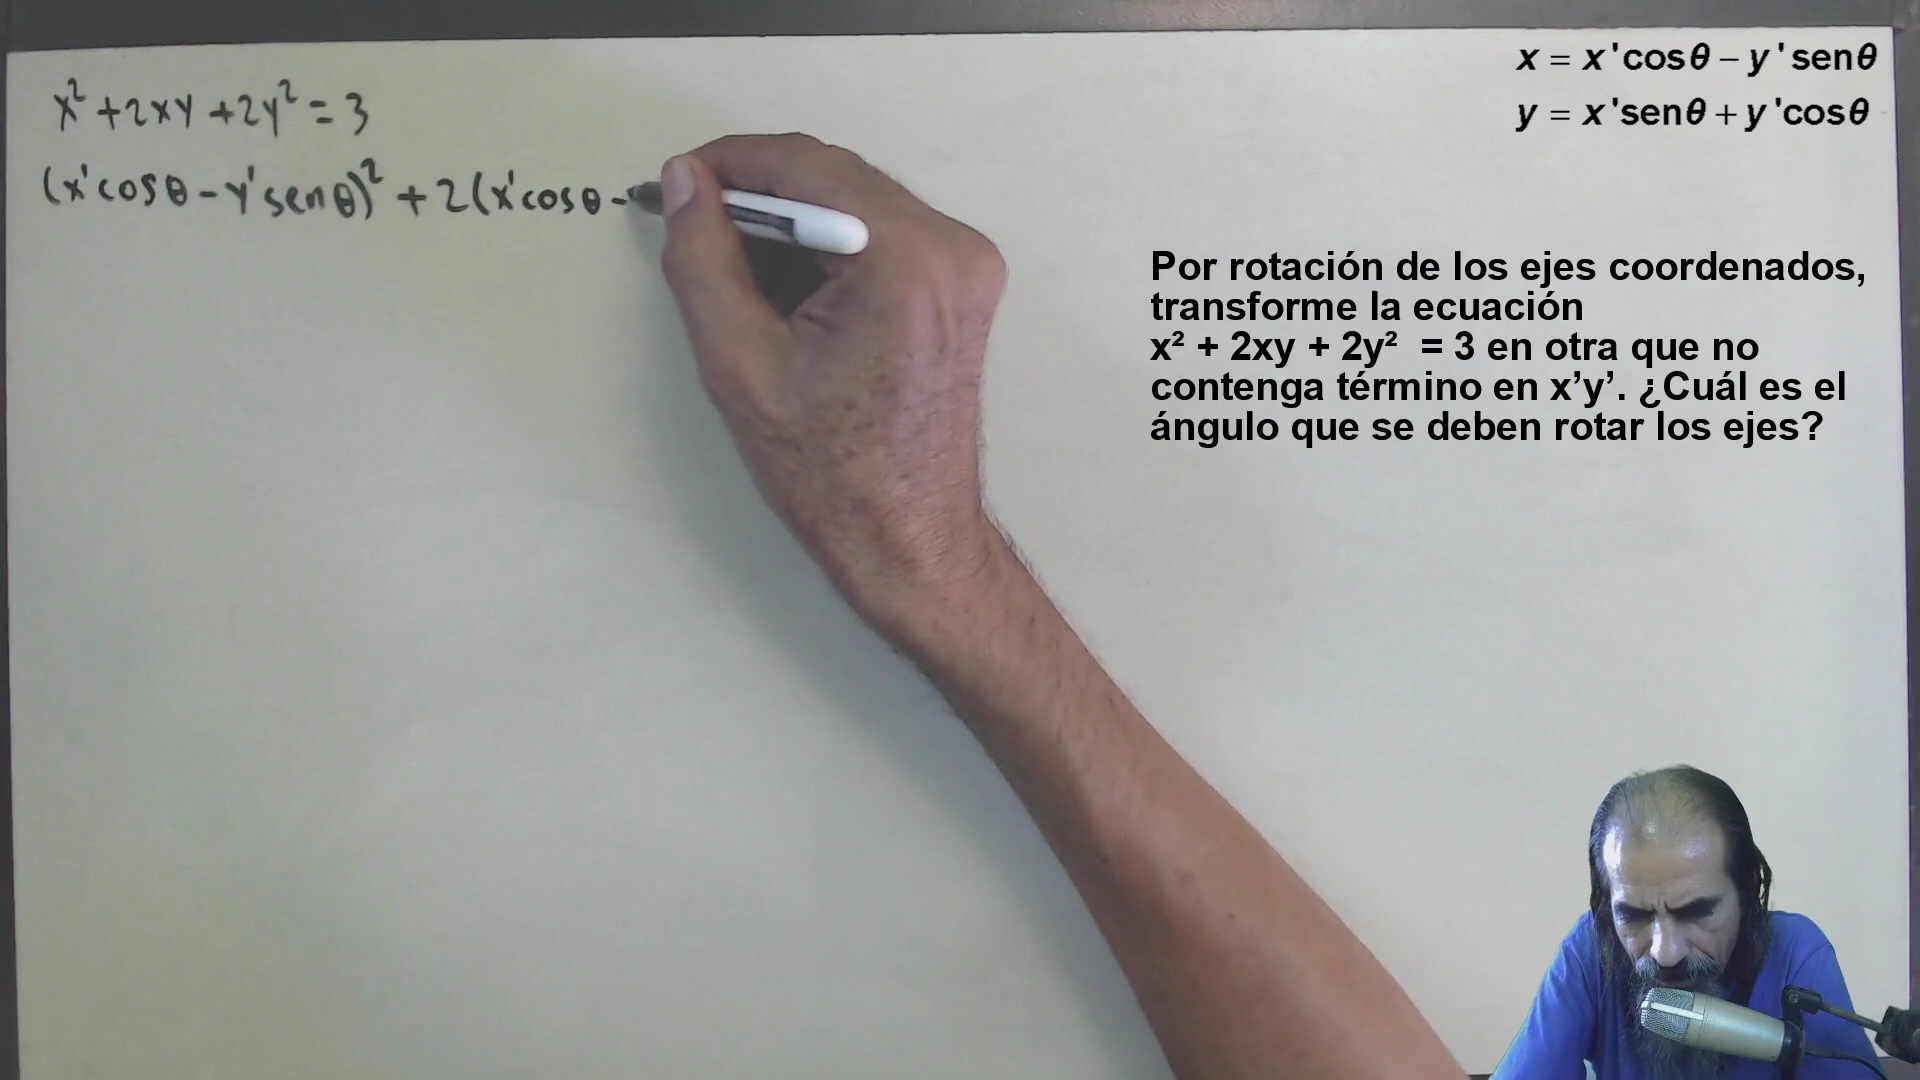 x² + 2xy + 2y² = 3
(x'cosθ - y'senθ)² + 2(x'cosθ -
x = x'cosθ − y'senθ
y = x'senθ + y'cosθ
Por rotación de los ejes coordenados,
transforme la ecuación
x² + 2xy + 2y² = 3 en otra que no
contenga término en x’y’. ¿Cuál es el
ángulo que se deben rotar los ejes?